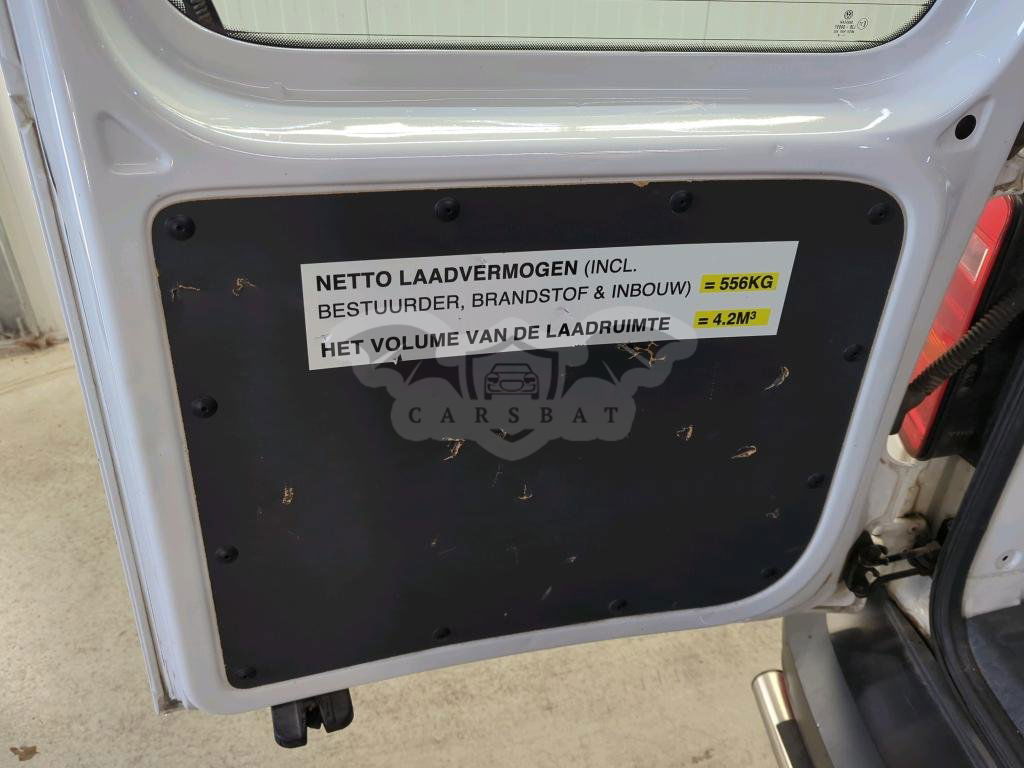 NETTO LAADVERMOGEN (INCL.
BESTUURDER, BRANDSTOF & INBOUW) = 556KG
HET VOLUME VAN DE LAADRUIMTE = 4.2M³
CARSBAT